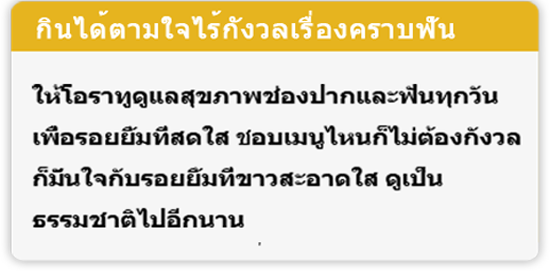 กินได้ตามใจไร้กังวลเรื่องคราบฟัน
ให้โอราทูดูแลสุขภาพช่องปากและฟันทุกวัน
เพื่อรอยยิ้มที่สดใส ชอบเมนูไหนก็ไม่ต้องกังวล
ก็มั่นใจกับรอยยิ้มที่ขาวสะอาดใส ดูเป็น
ธรรมชาติไปอีกนาน